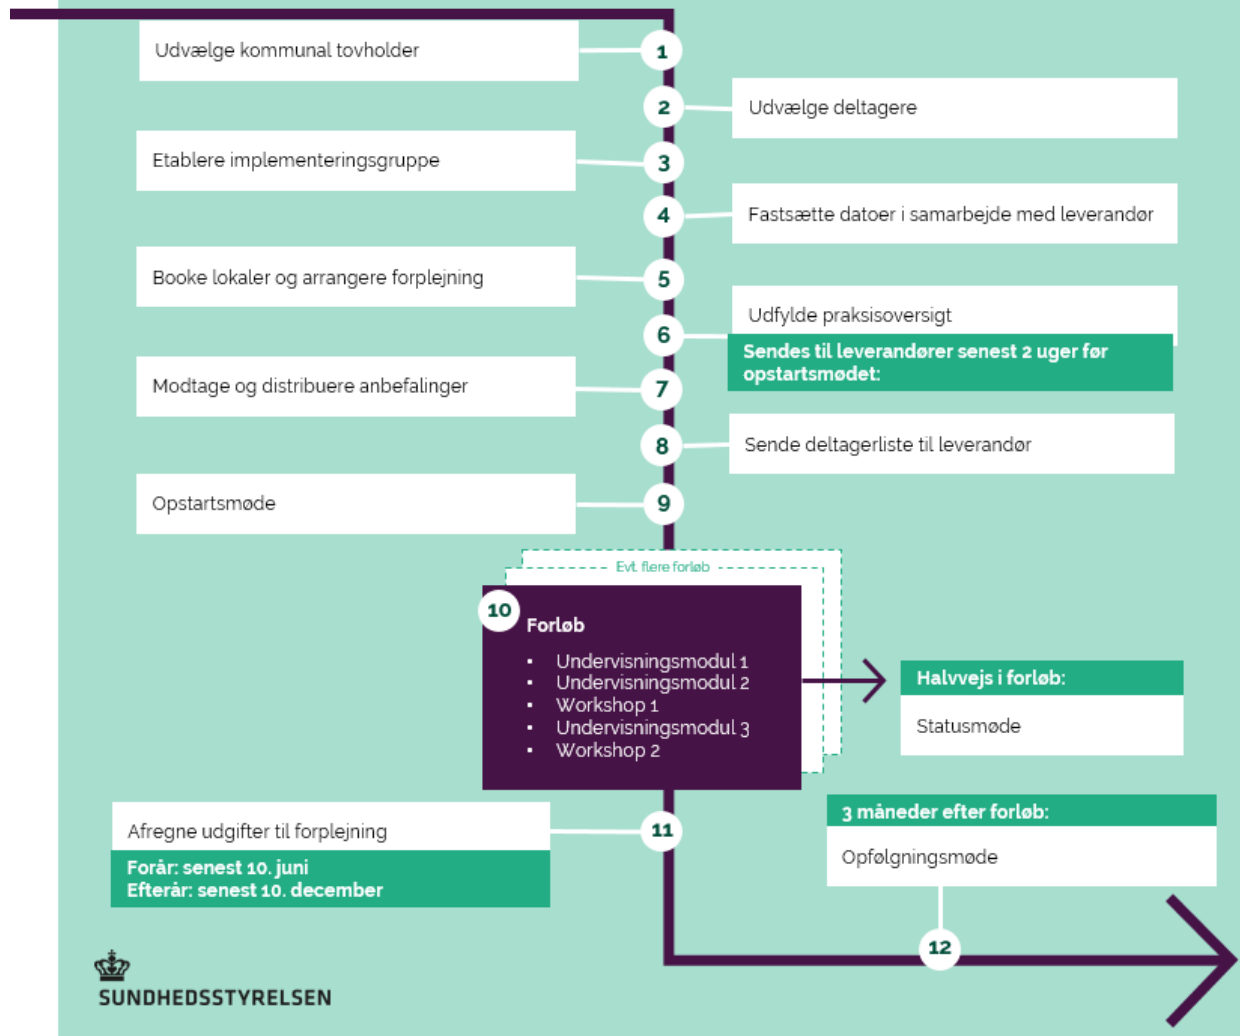 Udvælge kommunal tovholder
1
2
Udvælge deltagere
Etablere implementeringsgruppe
3
4
Fastsætte datoer i samarbejde med leverandør
Booke lokaler og arrangere forplejning
5
6
Udfylde praksisoversigt
Sendes til leverandører senest 2 uger før
opstartsmødet:
Modtage og distribuere anbefalinger
7
8
Sende deltagerliste til leverandør
Opstartsmøde
9
Evt. flere forløb
10
Forløb
▪ Undervisningsmodul 1
▪ Undervisningsmodul 2
▪ Workshop 1
▪ Undervisningsmodul 3
▪ Workshop 2
Halvvejs i forløb:
Statusmøde
Afregne udgifter til forplejning
11
Forår: senest 10. juni
Efterår: senest 10. december
3 måneder efter forløb:
Opfølgningsmøde
12
SUNDHEDSSTYRELSEN